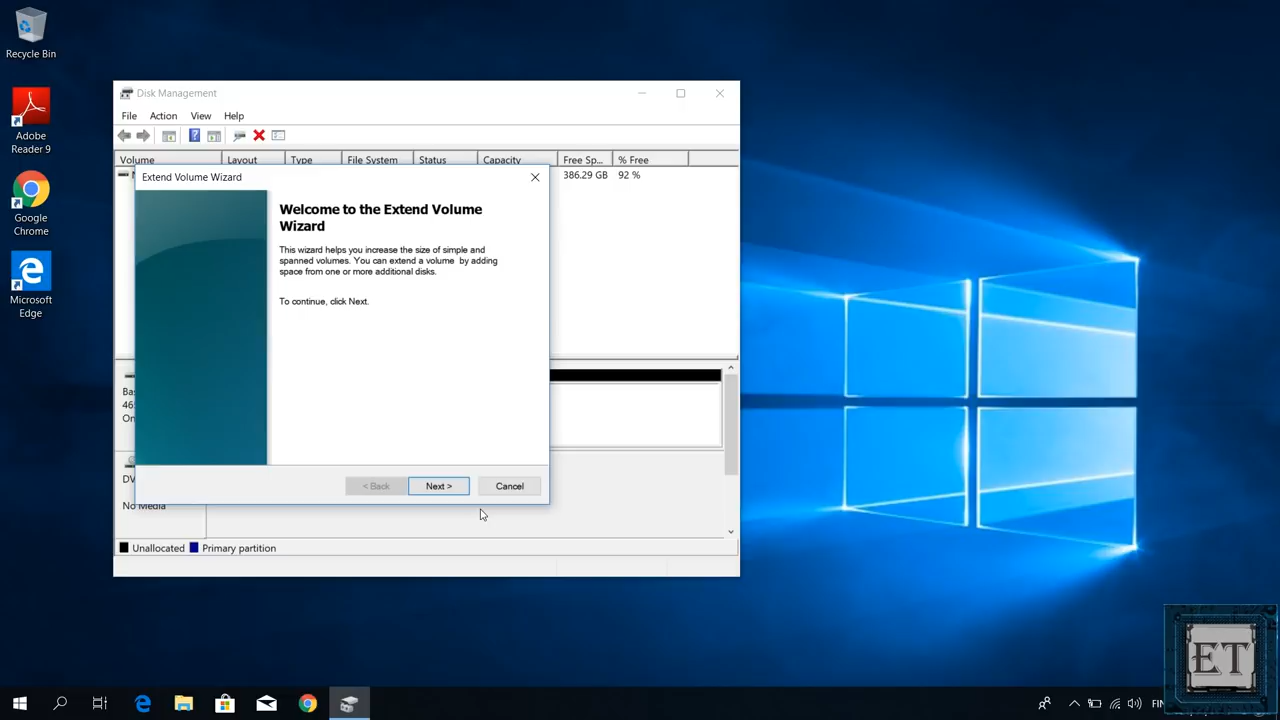 Recycle Bin
Adobe
Reader 9
Google
Chrome
Microsoft
Edge
Disk Management
File Action View Help
Volume Layout Type File System Status Capacity Free Sp... % Free
386.29 GB 92 %
Extend Volume Wizard
Welcome to the Extend Volume
Wizard
This wizard helps you increase the size of simple and
spanned volumes. You can extend a volume by adding
space from one or more additional disks.
To continue, click Next.
< Back Next > Cancel
Bas
On
DV
No Media
Unallocated Primary partition
ET